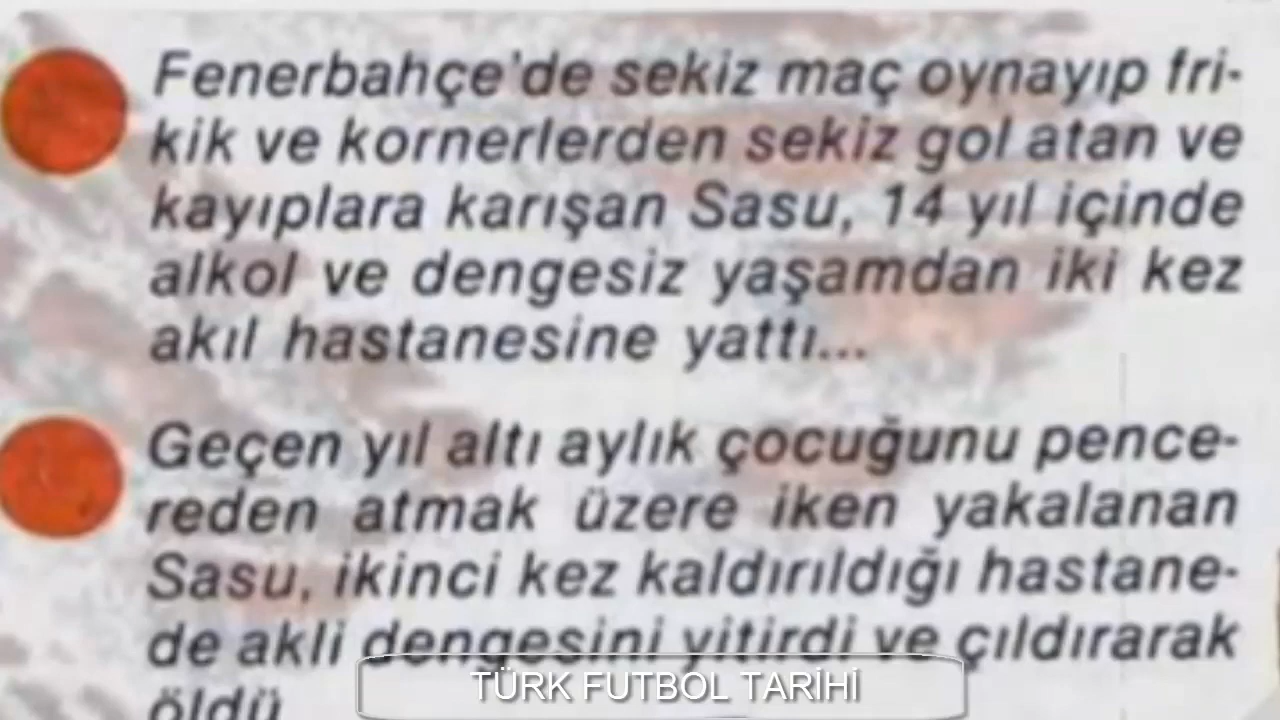 Fenerbahçe'de sekiz maç oynayıp fri-
kik ve kornerlerden sekiz gol atan ve
kayıplara karışan Sasu, 14 yıl içinde
alkol ve dengesiz yaşamdan iki kez
akıl hastanesine yattı...
Geçen yıl altı aylık çocuğunu pence-
reden atmak üzere iken yakalanan
Sasu, ikinci kez kaldırıldığı hastane-
de akli dengesini yitirdi ve çıldırarak
öldü
TÜRK FUTBOL TARİHİ